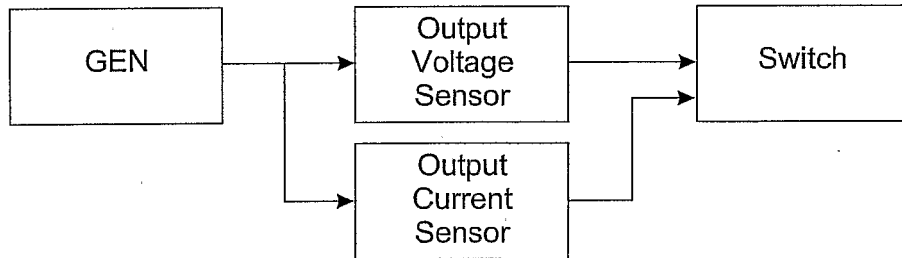 GEN
Output
Voltage
Sensor
Switch
Output
Current
Sensor